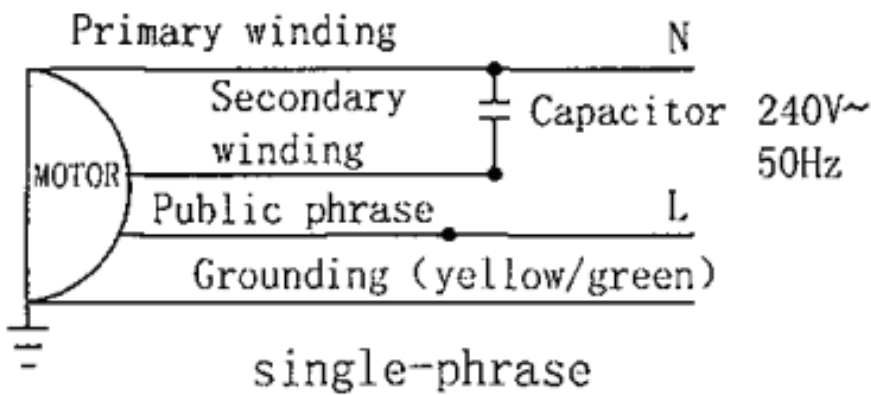 Primary winding N
Secondary
winding
Capacitor 240V~
50Hz
MOTOR
Public phrase L
Grounding (yellow/green)
single-phrase